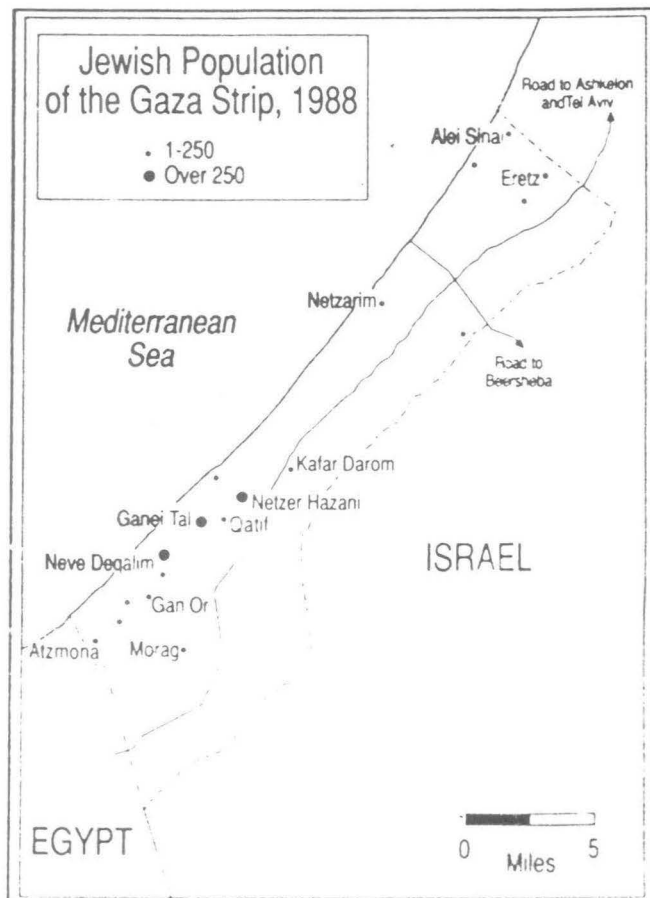 Jewish Population
of the Gaza Strip, 1988
1-250
Over 250
Road to Ashkelon
and Tel Aviv
Alei Sinai
Eretz
Netzarim
Mediterranean
Sea
Road to
Beersheba
Kafar Darom
Netzer Hazani
Ganei Tal
Qatif
Neve Deqalim
ISRAEL
Gan Or
Atzmona
Morag
EGYPT
0 5
Miles